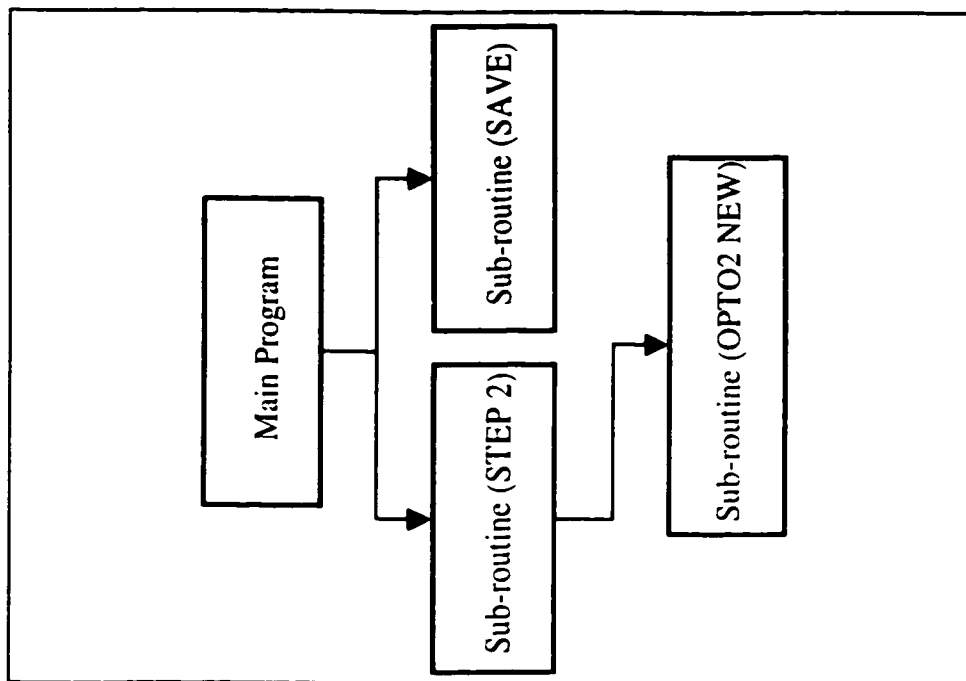 Main Program
Sub-routine (STEP 2)
Sub-routine (SAVE)
Sub-routine (OPTO2 NEW)